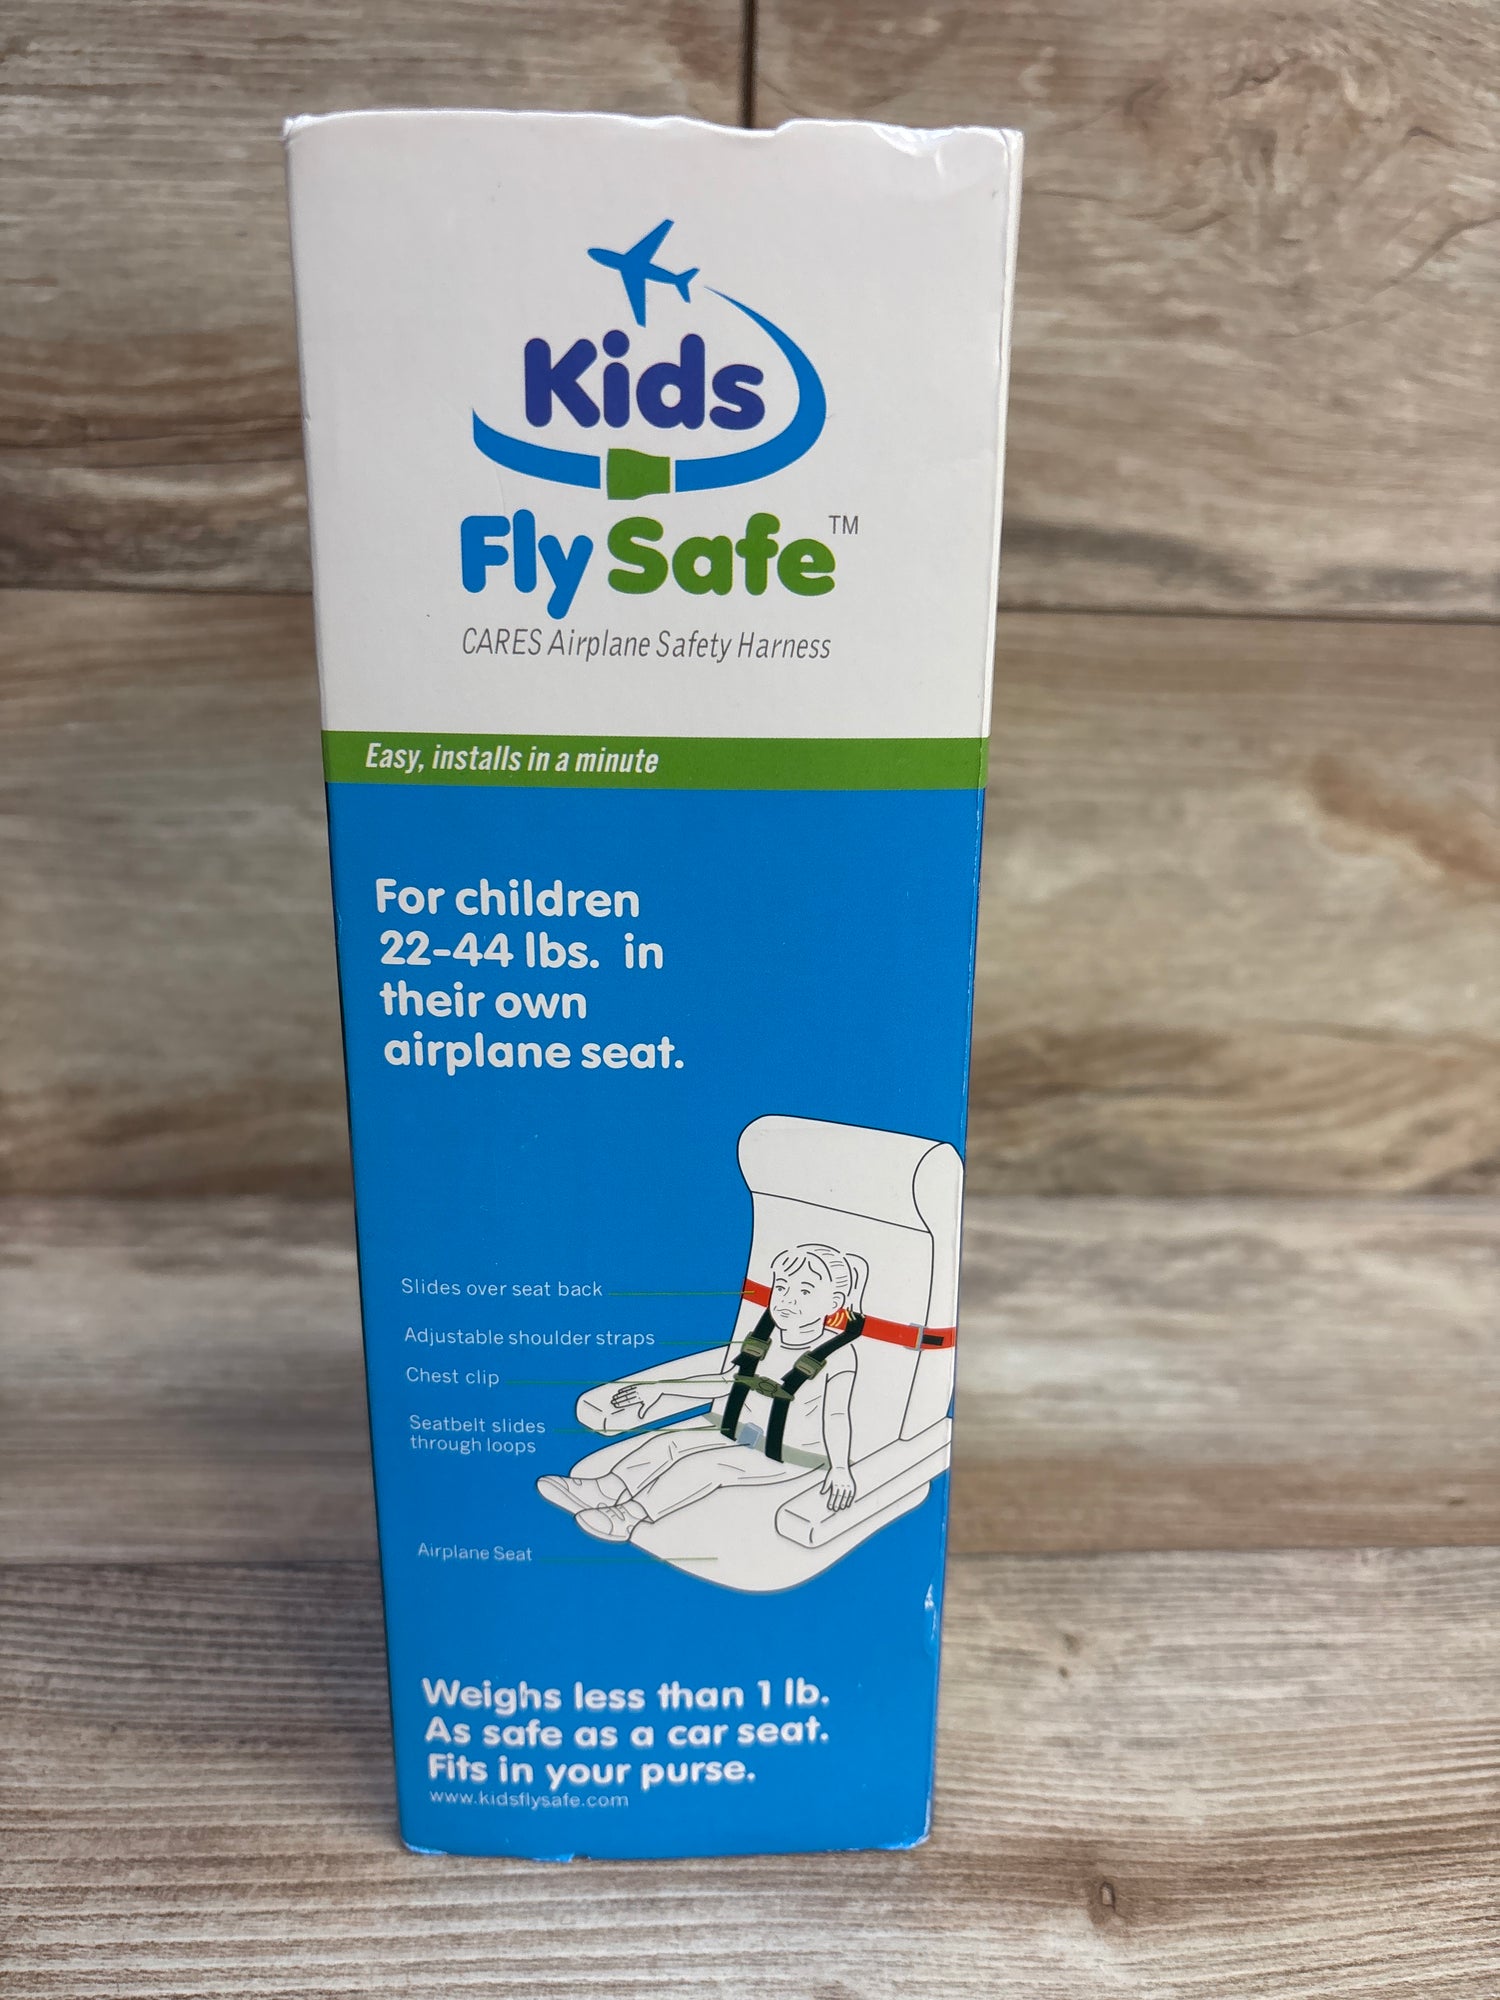 Kids
Fly Safe™
CARES Airplane Safety Harness
Easy, installs in a minute
For children
22-44 lbs. in
their own
airplane seat.
Slides over seat back
Adjustable shoulder straps
Chest clip
Seatbelt slides
through loops
Airplane Seat
Weighs less than 1 lb.
As safe as a car seat.
Fits in your purse.
www.kidsflysafe.com